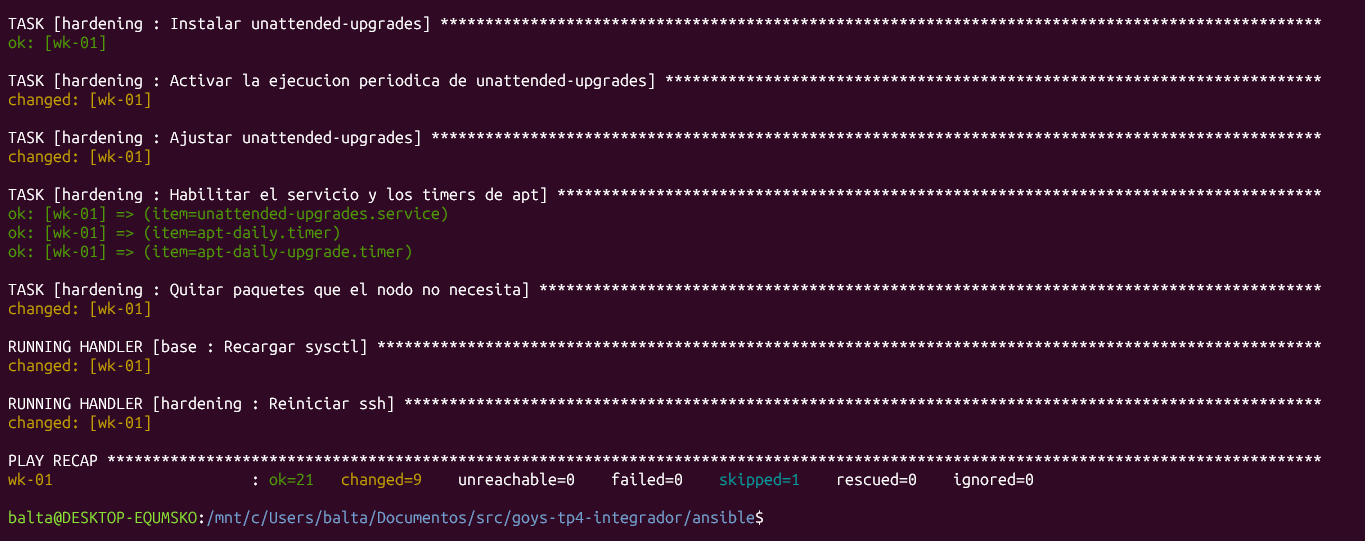 TASK [hardening : Instalar unattended-upgrades] **************************************************************************************************
ok: [wk-01]
TASK [hardening : Activar la ejecucion periodica de unattended-upgrades] *************************************************************************
changed: [wk-01]
TASK [hardening : Ajustar unattended-upgrades] ***************************************************************************************************
changed: [wk-01]
TASK [hardening : Habilitar el servicio y los timers de apt] *************************************************************************************
ok: [wk-01] => (item=unattended-upgrades.service)
ok: [wk-01] => (item=apt-daily.timer)
ok: [wk-01] => (item=apt-daily-upgrade.timer)
TASK [hardening : Quitar paquetes que el nodo no necesita] ***************************************************************************************
changed: [wk-01]
RUNNING HANDLER [base : Recargar sysctl] *********************************************************************************************************
changed: [wk-01]
RUNNING HANDLER [hardening : Reiniciar ssh] ******************************************************************************************************
changed: [wk-01]
PLAY RECAP ***************************************************************************************************************************************
wk-01                      : ok=21   changed=9    unreachable=0    failed=0    skipped=1    rescued=0    ignored=0
balta@DESKTOP-EQUMSKO:/mnt/c/Users/balta/Documentos/src/goys-tp4-integrador/ansible$